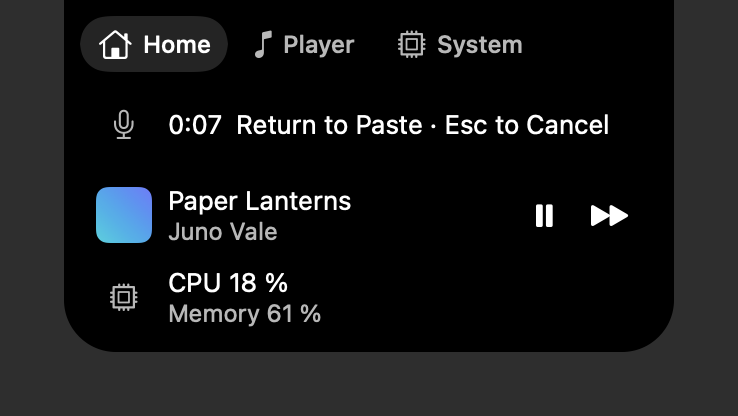 Home Player System
0:07 Return to Paste · Esc to Cancel
Paper Lanterns
Juno Vale
CPU 18 %
Memory 61 %